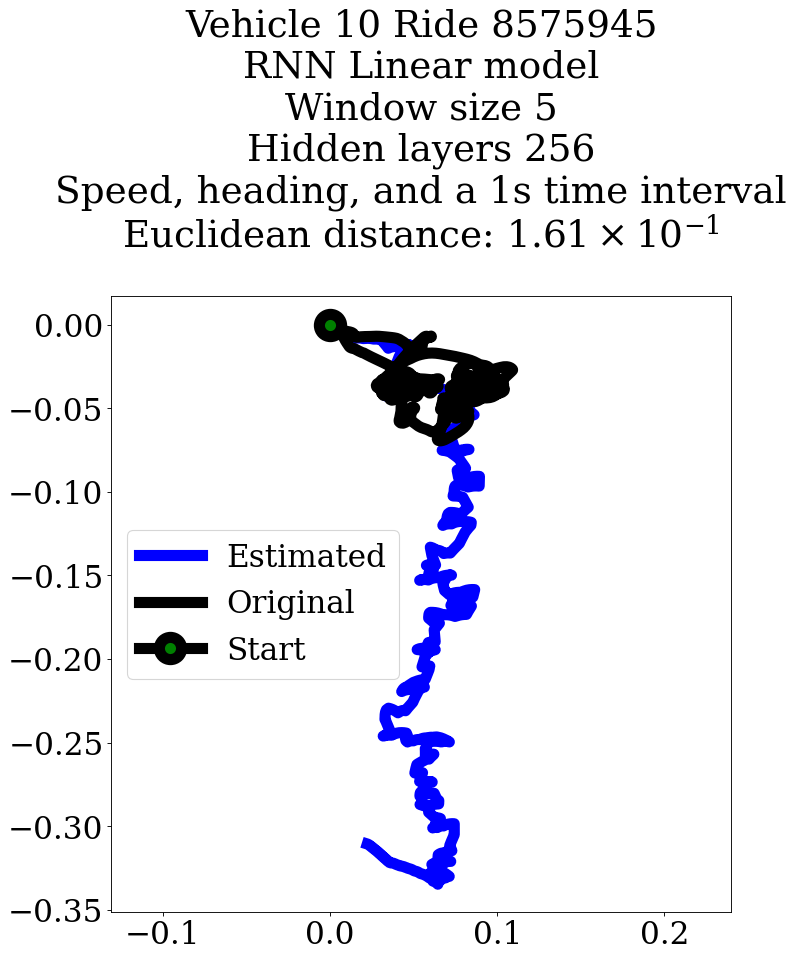 Vehicle 10 Ride 8575945
RNN Linear model
Window size 5
Hidden layers 256
Speed, heading, and a 1s time interval
Euclidean distance: 1.61 × 10⁻¹
0.00
−0.05
−0.10
−0.15
−0.20
−0.25
−0.30
−0.35
Estimated
Original
Start
−0.1
0.0
0.1
0.2